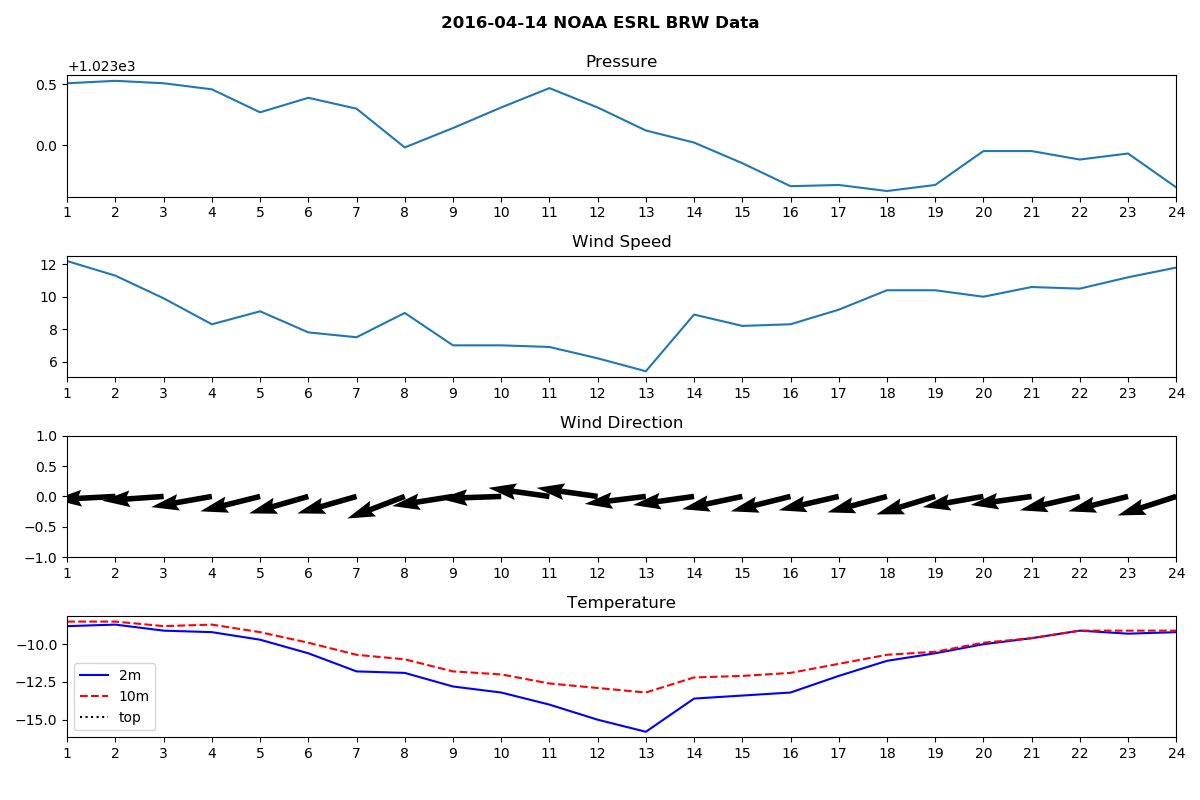 2016-04-14 NOAA ESRL BRW Data
Pressure
+1.023e3
0.5
0.0
1 2 3 4 5 6 7 8 9 10 11 12 13 14 15 16 17 18 19 20 21 22 23 24
Wind Speed
12
10
8
6
1 2 3 4 5 6 7 8 9 10 11 12 13 14 15 16 17 18 19 20 21 22 23 24
Wind Direction
1.0
0.5
0.0
−0.5
−1.0
1 2 3 4 5 6 7 8 9 10 11 12 13 14 15 16 17 18 19 20 21 22 23 24
Temperature
−10.0
−12.5
−15.0
2m
10m
top
1 2 3 4 5 6 7 8 9 10 11 12 13 14 15 16 17 18 19 20 21 22 23 24